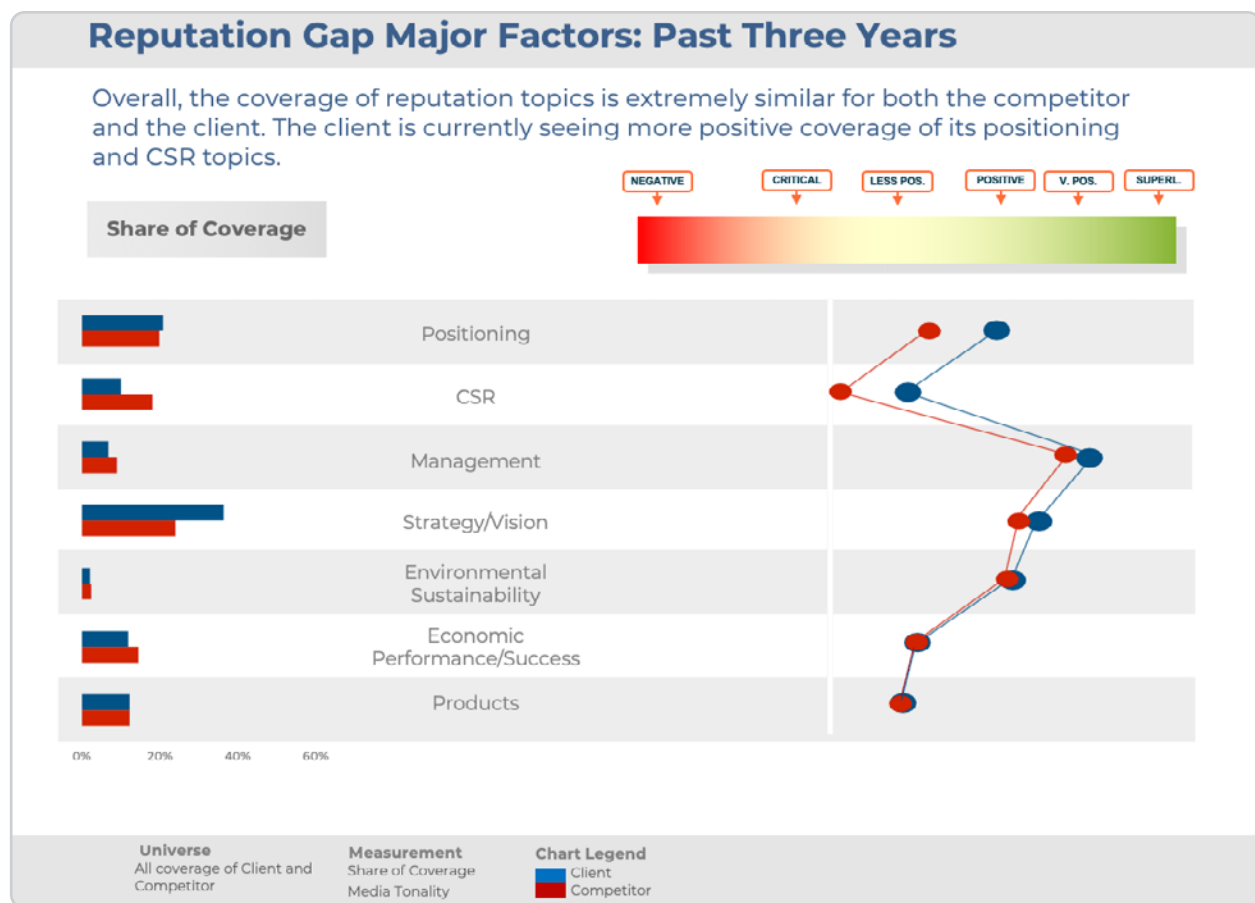 Reputation Gap Major Factors: Past Three Years
Overall, the coverage of reputation topics is extremely similar for both the competitor
and the client. The client is currently seeing more positive coverage of its positioning
and CSR topics.
NEGATIVE
CRITICAL
LESS POS.
POSITIVE
V. POS.
SUPERL.
Share of Coverage
Positioning
CSR
Management
Strategy/Vision
Environmental
Sustainability
Economic
Performance/Success
Products
0%
20%
40%
60%
Universe
All coverage of Client and
Competitor
Measurement
Share of Coverage
Media Tonality
Chart Legend
Client
Competitor